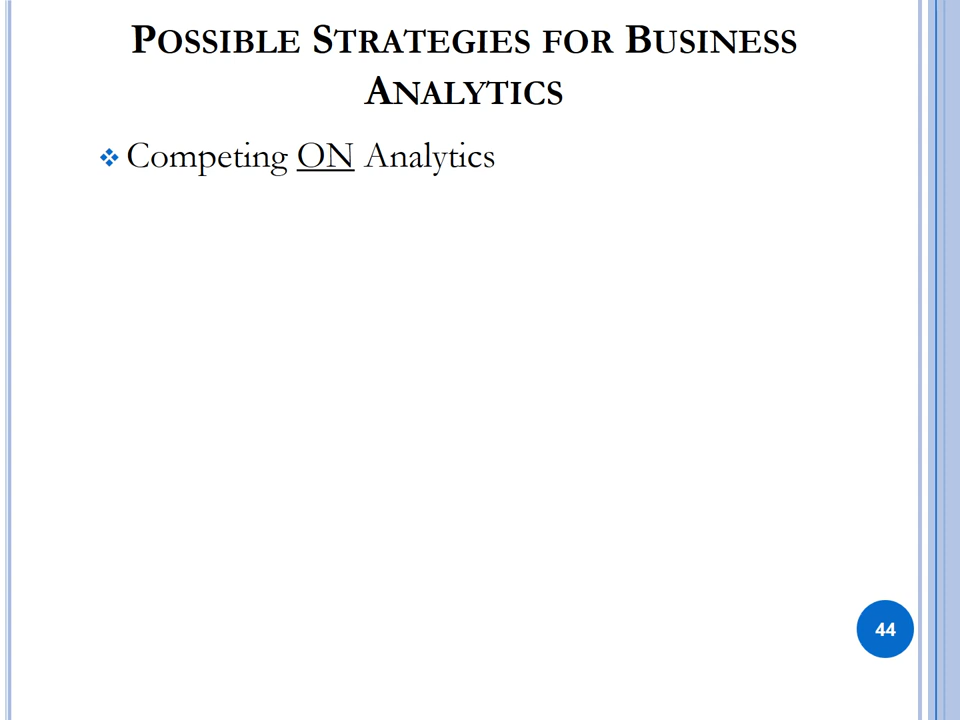 POSSIBLE STRATEGIES FOR BUSINESS
ANALYTICS
❖ Competing ON Analytics
44